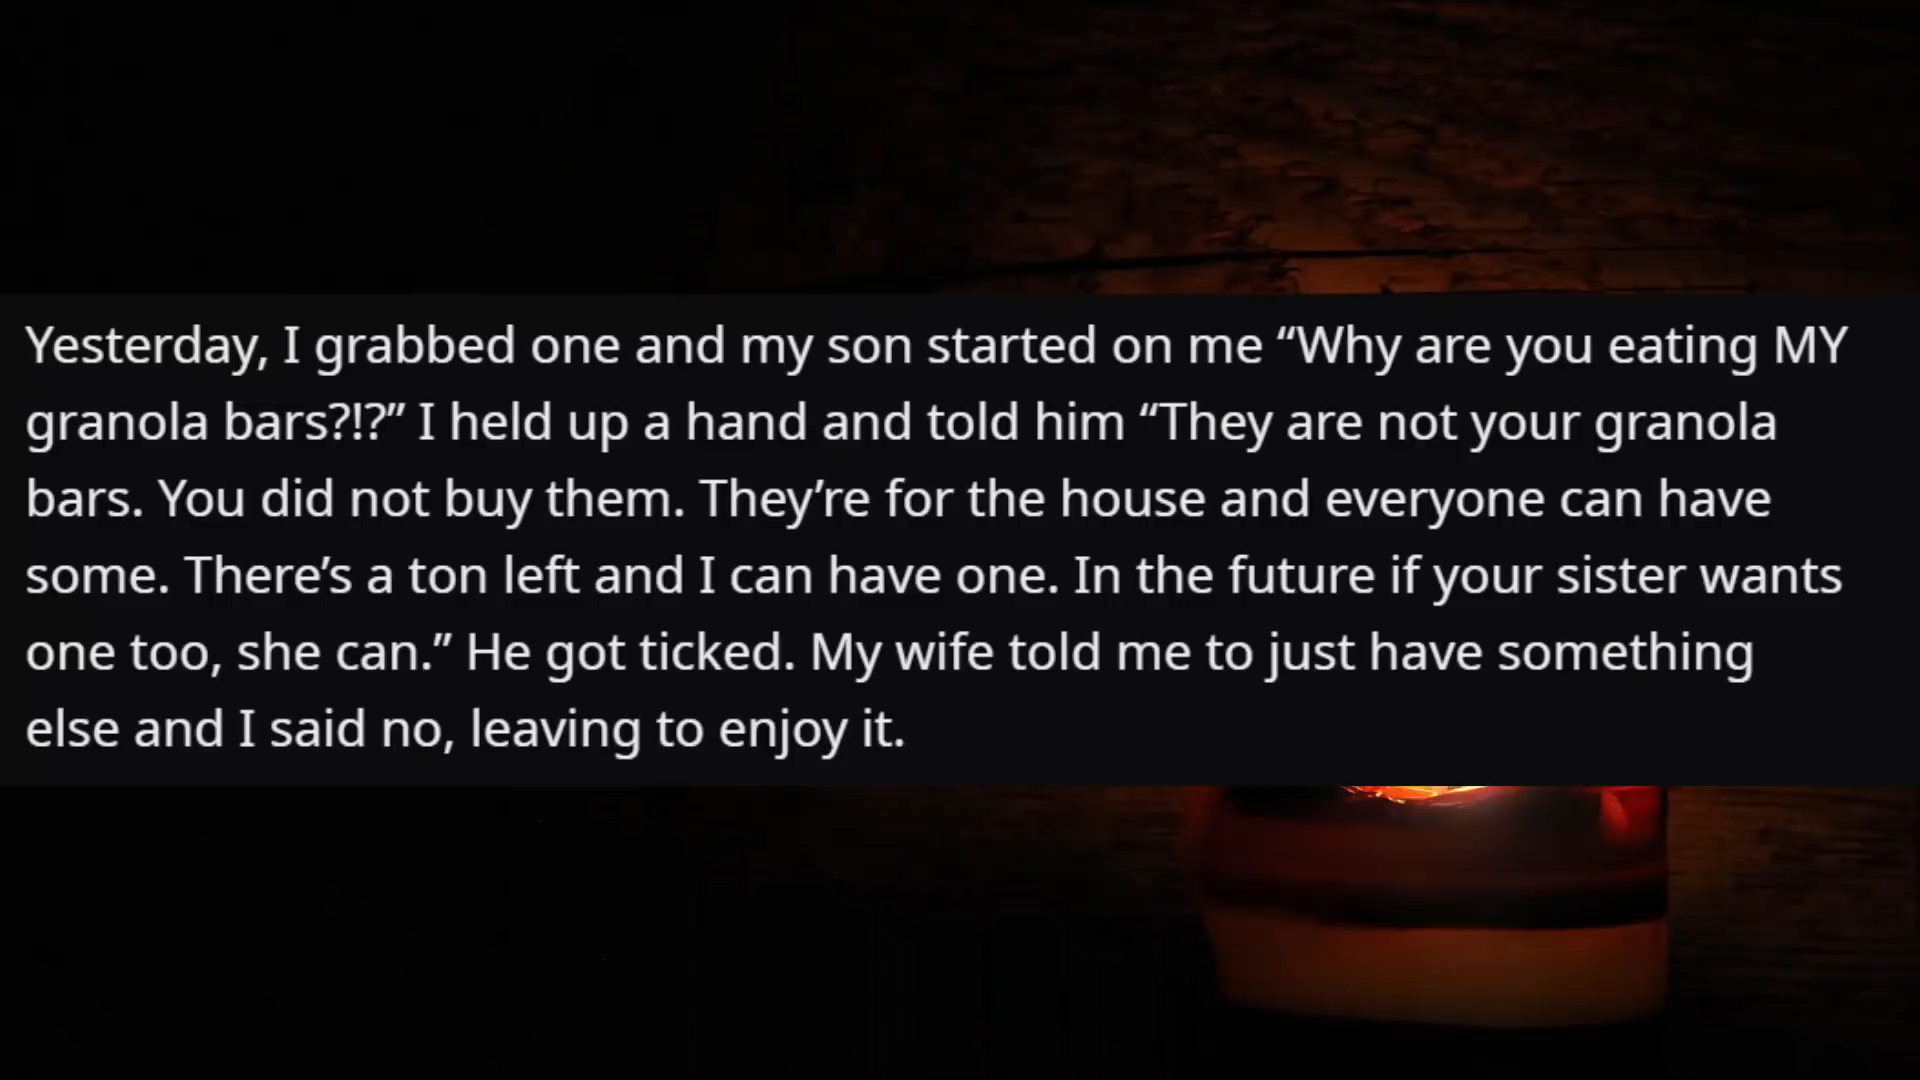 Yesterday, I grabbed one and my son started on me “Why are you eating MY
granola bars?!?” I held up a hand and told him “They are not your granola
bars. You did not buy them. They’re for the house and everyone can have
some. There’s a ton left and I can have one. In the future if your sister wants
one too, she can.” He got ticked. My wife told me to just have something
else and I said no, leaving to enjoy it.